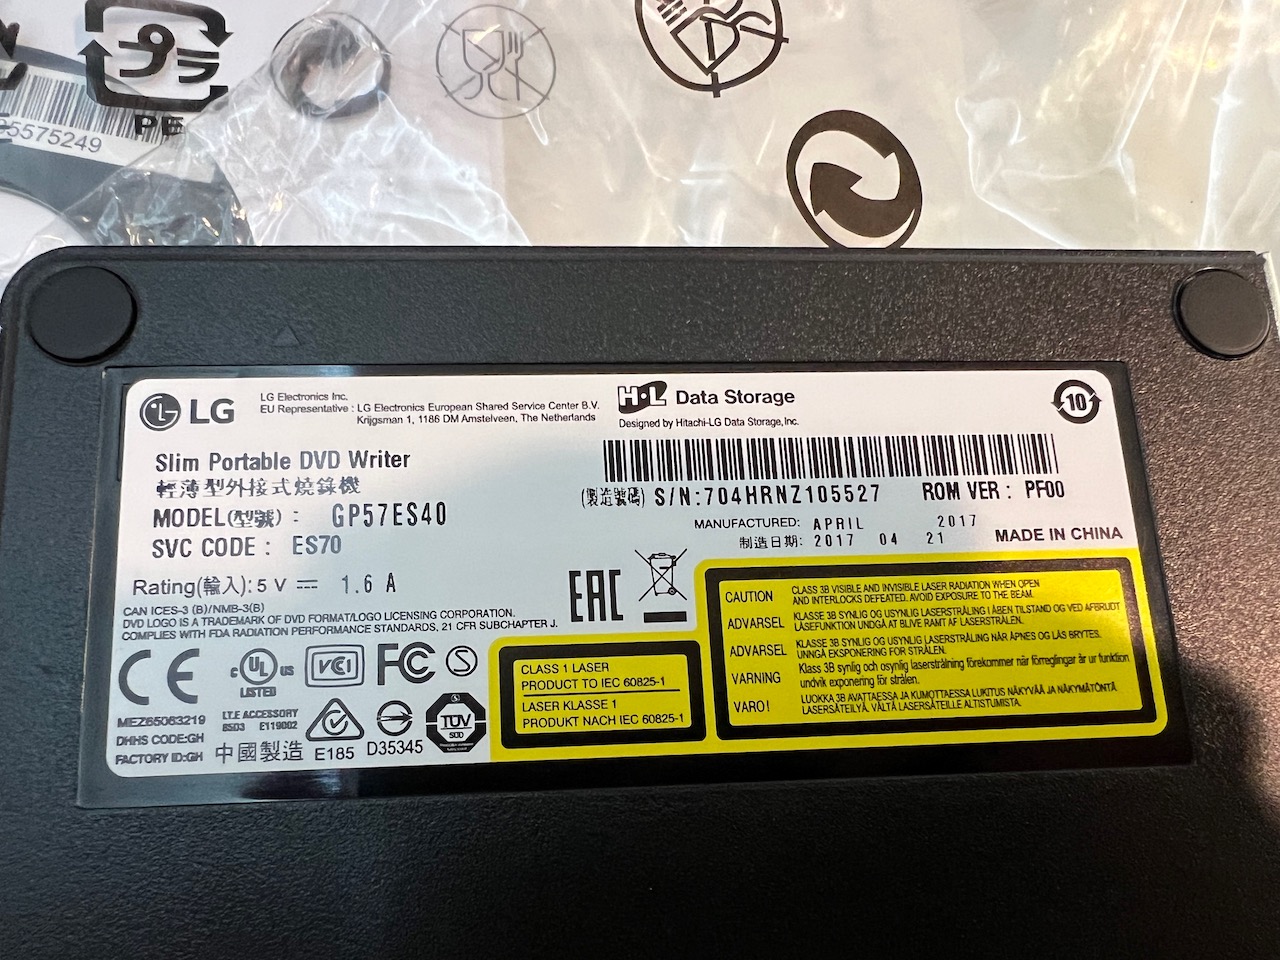 プラ
PE
5575249
LG
LG Electronics Inc.
EU Representative : LG Electronics European Shared Service Center B.V.
Krijgsman 1, 1186 DM Amstelveen, The Netherlands
H·L Data Storage
Designed by Hitachi-LG Data Storage, Inc.
10
Slim Portable DVD Writer
輕薄型外接式燒錄機
MODEL(型號) : GP57ES40
SVC CODE : ES70
(製造號碼) S/N:704HRNZ105527 ROM VER : PF00
MANUFACTURED: APRIL 2017
制造日期: 2017 04 21 MADE IN CHINA
Rating(輸入): 5 V 1.6 A
CAN ICES-3 (B)/NMB-3(B)
DVD LOGO IS A TRADEMARK OF DVD FORMAT/LOGO LICENSING CORPORATION.
COMPLIES WITH FDA RADIATION PERFORMANCE STANDARDS, 21 CFR SUBCHAPTER J.
EAC
CE
c UL US
LISTED
VCI
FC
I.T.E ACCESSORY
8S03 E119002
MEZ65063219
DHHS CODE:GH
FACTORY ID:GH
中國製造
E185
D35345
TÜV
SÜD
CLASS 1 LASER
PRODUCT TO IEC 60825-1
LASER KLASSE 1
PRODUKT NACH IEC 60825-1
CAUTION CLASS 3B VISIBLE AND INVISIBLE LASER RADIATION WHEN OPEN
AND INTERLOCKS DEFEATED. AVOID EXPOSURE TO THE BEAM.
ADVARSEL KLASSE 3B SYNLIG OG USYNLIG LASERSTRÅLING I ÅBEN TILSTAND OG VED AFBRUDT
LÅSEFUNKTION UNDGÅ AT BLIVE RAMT AF LASERSTRÅLEN.
ADVARSEL KLASSE 3B SYNLIG OG USYNLIG LASERSTRÅLING NÅR ÅPNES OG LÅS BRYTES.
UNNGÅ EKSPONERING FOR STRÅLEN.
VARNING Klass 3B synlig och osynlig laserstrålning förekommer när förreglingar är ur funktion
undvik exponering för strålen.
VARO! LUOKKA 3B AVATTAESSA JA KUMOTTAESSA LUKITUS NÄKYVÄÄ JA NÄKYMÄTÖNTÄ
LASERSÄTEILYÄ. VÄLTÄ LASERSÄTEELLE ALTISTUMISTA.